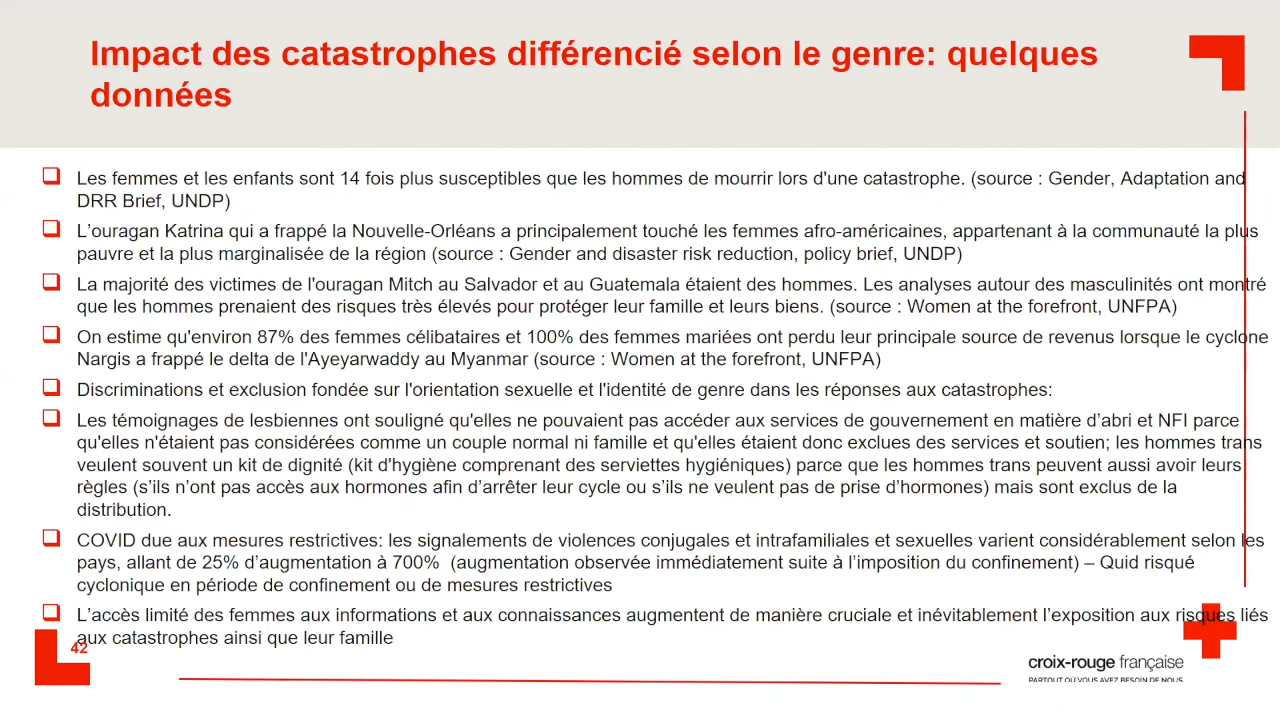 Impact des catastrophes différencié selon le genre: quelques
données
Les femmes et les enfants sont 14 fois plus susceptibles que les hommes de mourrir lors d'une catastrophe. (source : Gender, Adaptation and
DRR Brief, UNDP)
L'ouragan Katrina qui a frappé la Nouvelle-Orléans a principalement touché les femmes afro-américaines, appartenant à la communauté la plus
pauvre et la plus marginalisée de la région (source : Gender and disaster risk reduction, policy brief, UNDP)
La majorité des victimes de l'ouragan Mitch au Salvador et au Guatemala étaient des hommes. Les analyses autour des masculinités ont montré
que les hommes prenaient des risques très élevés pour protéger leur famille et leurs biens. (source : Women at the forefront, UNFPA)
On estime qu'environ 87% des femmes célibataires et 100% des femmes mariées ont perdu leur principale source de revenus lorsque le cyclone
Nargis a frappé le delta de l'Ayeyarwaddy au Myanmar (source : Women at the forefront, UNFPA)
Discriminations et exclusion fondée sur l'orientation sexuelle et l'identité de genre dans les réponses aux catastrophes:
Les témoignages de lesbiennes ont souligné qu'elles ne pouvaient pas accéder aux services de gouvernement en matière d'abri et NFI parce
qu'elles n'étaient pas considérées comme un couple normal ni famille et qu'elles étaient donc exclues des services et soutien; les hommes trans
veulent souvent un kit de dignité (kit d'hygiène comprenant des serviettes hygiéniques) parce que les hommes trans peuvent aussi avoir leurs
règles (s'ils n'ont pas accès aux hormones afin d'arrêter leur cycle ou s'ils ne veulent pas de prise d'hormones) mais sont exclus de la
distribution.
COVID due aux mesures restrictives: les signalements de violences conjugales et intrafamiliales et sexuelles varient considérablement selon les
pays, allant de 25% d'augmentation à 700% (augmentation observée immédiatement suite à l'imposition du confinement) – Quid risqué
cyclonique en période de confinement ou de mesures restrictives
L'accès limité des femmes aux informations et aux connaissances augmentent de manière cruciale et inévitablement l'exposition aux risques liés
aux catastrophes ainsi que leur famille
42
croix-rouge française
PARTOUT OÙ VOUS AVEZ BESOIN DE NOUS